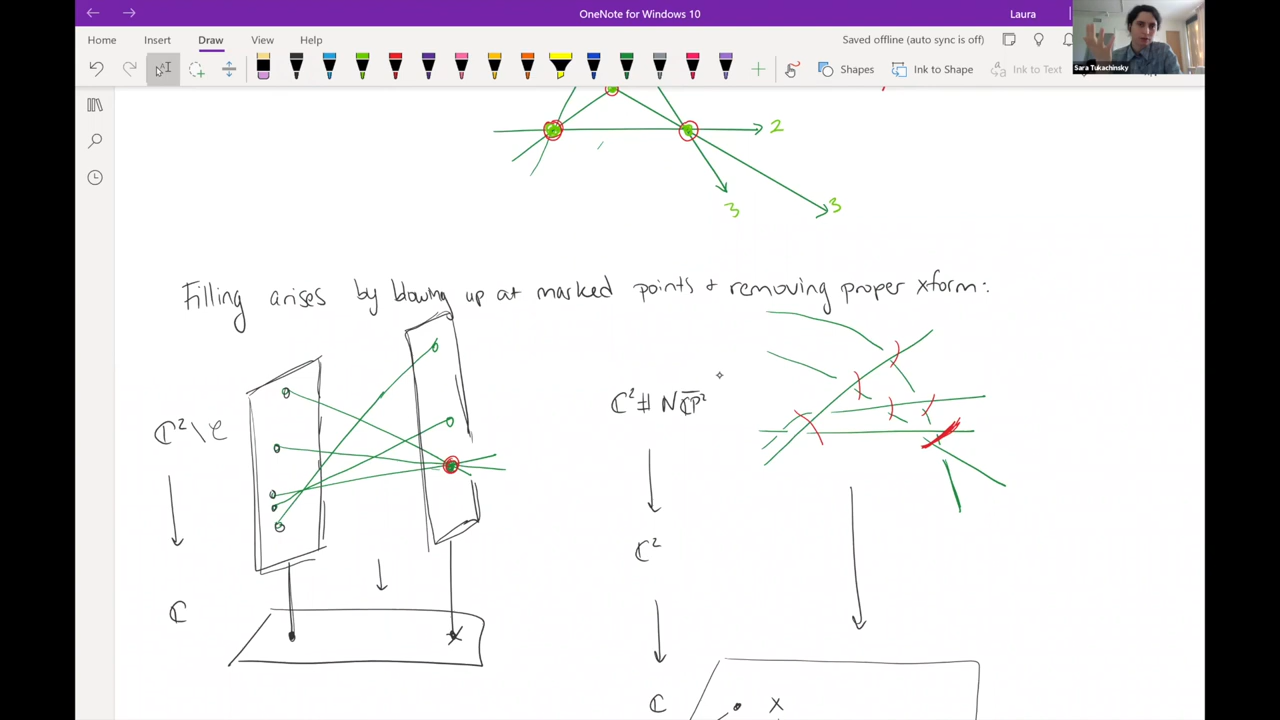 OneNote for Windows 10
Laura
Home Insert Draw View Help
Saved offline (auto sync is off)
Shapes Ink to Shape Ink to Text
Sara Tukachinsky
2
3
3
Filling arises by blowing up at marked points + removing proper xform:
ℂ² \ 𝒞
ℂ
ℂ² # N ℂP̅²
ℂ²
ℂ
x
x